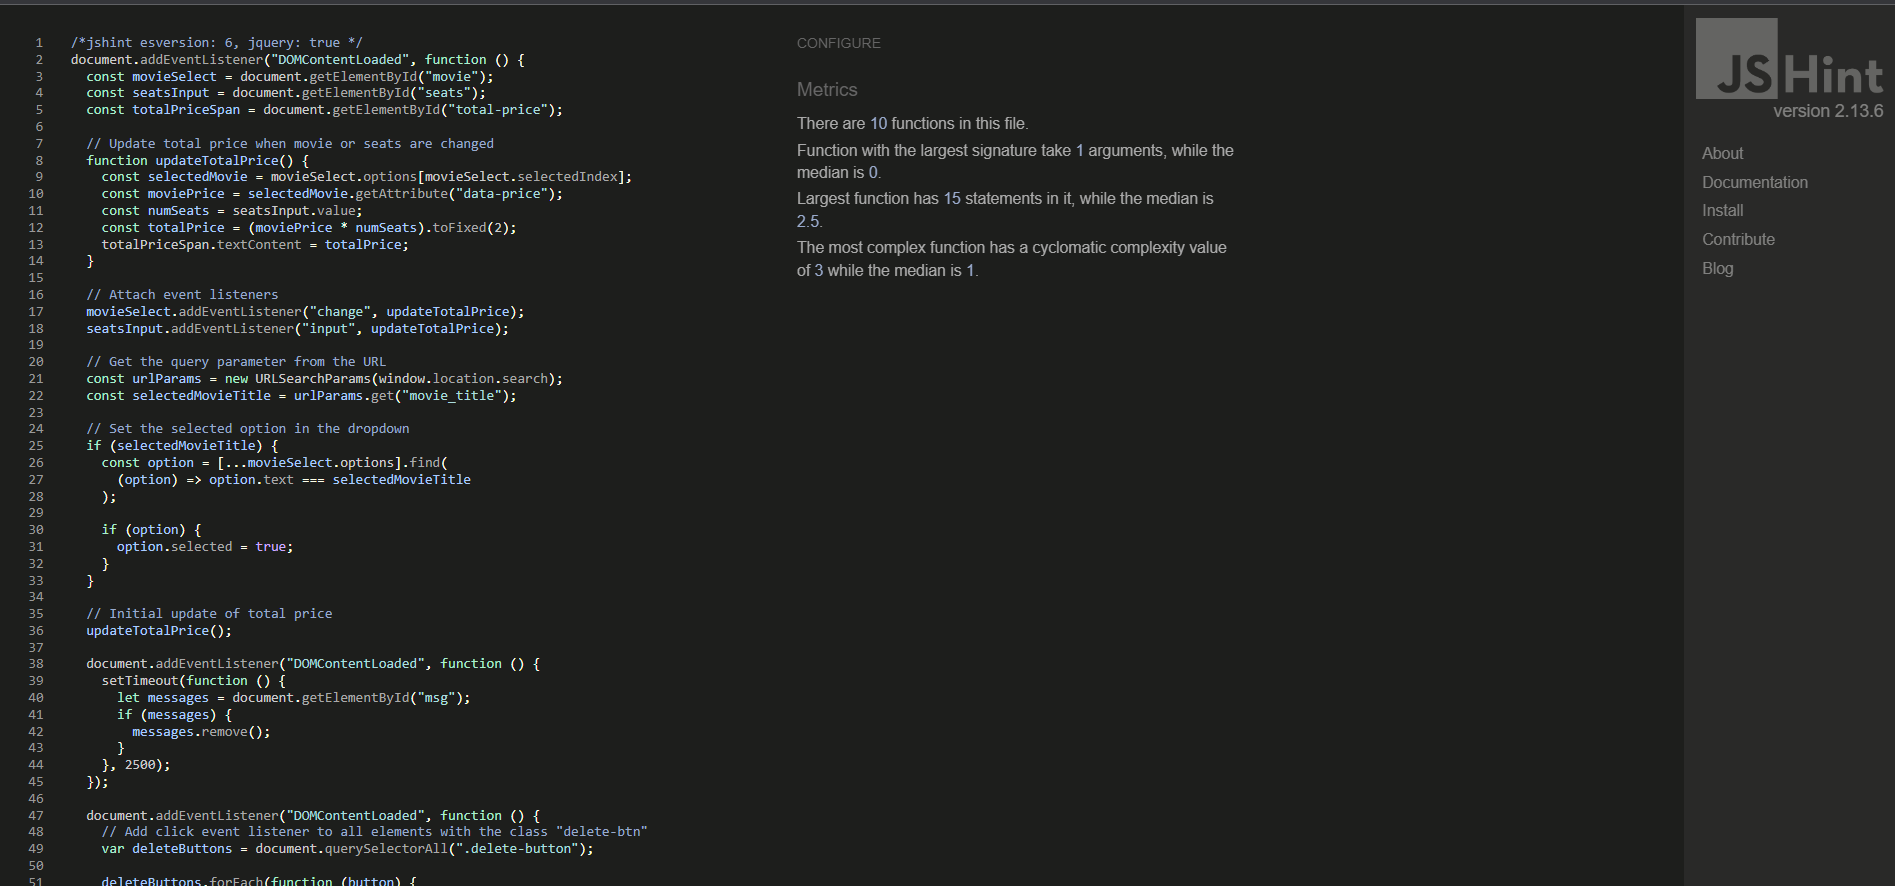 1 /*jshint esversion: 6, jquery: true */
2 document.addEventListener("DOMContentLoaded", function () {
3 const movieSelect = document.getElementById("movie");
4 const seatsInput = document.getElementById("seats");
5 const totalPriceSpan = document.getElementById("total-price");
6
7 // Update total price when movie or seats are changed
8 function updateTotalPrice() {
9 const selectedMovie = movieSelect.options[movieSelect.selectedIndex];
10 const moviePrice = selectedMovie.getAttribute("data-price");
11 const numSeats = seatsInput.value;
12 const totalPrice = (moviePrice * numSeats).toFixed(2);
13 totalPriceSpan.textContent = totalPrice;
14 }
15
16 // Attach event listeners
17 movieSelect.addEventListener("change", updateTotalPrice);
18 seatsInput.addEventListener("input", updateTotalPrice);
19
20 // Get the query parameter from the URL
21 const urlParams = new URLSearchParams(window.location.search);
22 const selectedMovieTitle = urlParams.get("movie_title");
23
24 // Set the selected option in the dropdown
25 if (selectedMovieTitle) {
26 const option = [...movieSelect.options].find(
27 (option) => option.text === selectedMovieTitle
28 );
29
30 if (option) {
31 option.selected = true;
32 }
33 }
34
35 // Initial update of total price
36 updateTotalPrice();
37
38 document.addEventListener("DOMContentLoaded", function () {
39 setTimeout(function () {
40 let messages = document.getElementById("msg");
41 if (messages) {
42 messages.remove();
43 }
44 }, 2500);
45 });
46
47 document.addEventListener("DOMContentLoaded", function () {
48 // Add click event listener to all elements with the class "delete-btn"
49 var deleteButtons = document.querySelectorAll(".delete-button");
50
51 deleteButtons.forEach(function (button) {
CONFIGURE
Metrics
There are 10 functions in this file.
Function with the largest signature take 1 arguments, while the
median is 0.
Largest function has 15 statements in it, while the median is
2.5.
The most complex function has a cyclomatic complexity value
of 3 while the median is 1.
JSHint
version 2.13.6
About
Documentation
Install
Contribute
Blog